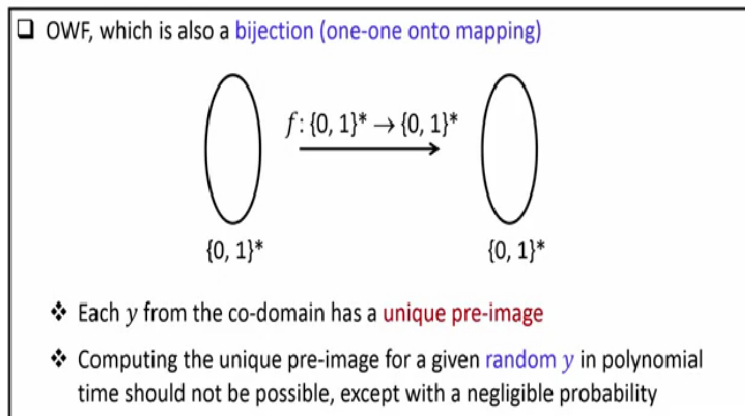 ❑ OWF, which is also a bijection (one-one onto mapping)
f: {0, 1}* → {0, 1}*
{0, 1}* {0, 1}*
❖ Each y from the co-domain has a unique pre-image
❖ Computing the unique pre-image for a given random y in polynomial
time should not be possible, except with a negligible probability